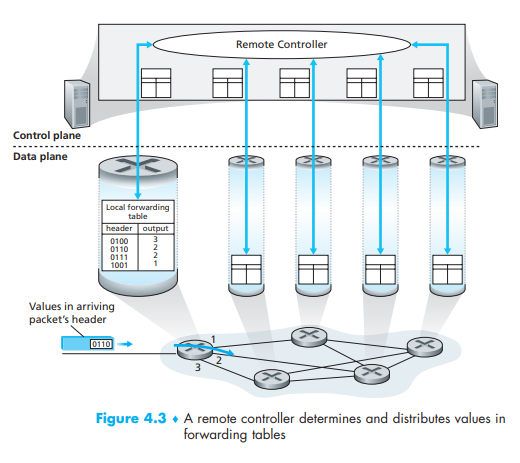 Remote Controller
Control plane
Data plane
Local forwarding
table
header output
0100 3
0110 2
0111 2
1001 1
Values in arriving
packet's header
0110
1
2
3
Figure 4.3 ♦ A remote controller determines and distributes values in
forwarding tables